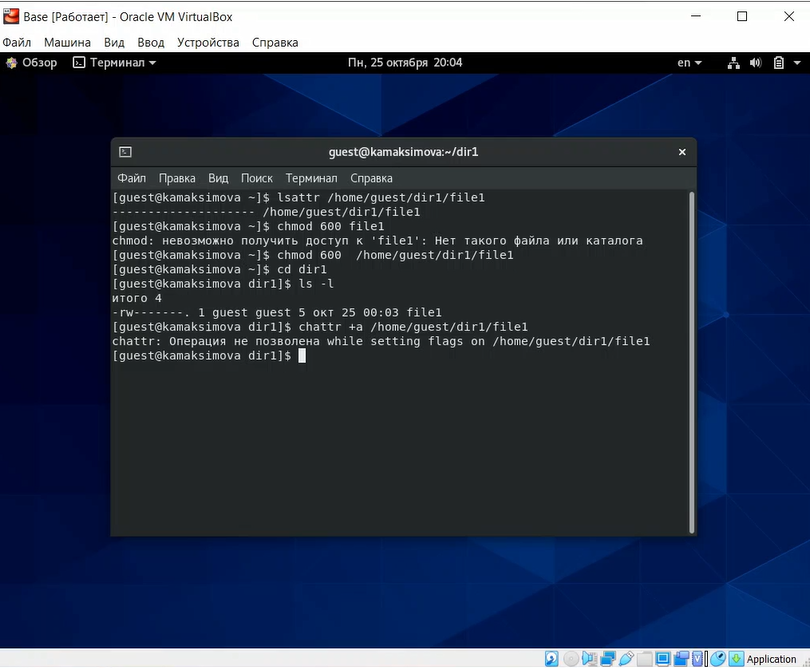 Base [Работает] - Oracle VM VirtualBox
Файл Машина Вид Ввод Устройства Справка
Обзор Терминал Пн, 25 октября 20:04 en
guest@kamaksimova:~/dir1
Файл Правка Вид Поиск Терминал Справка
[guest@kamaksimova ~]$ lsattr /home/guest/dir1/file1
-------------------- /home/guest/dir1/file1
[guest@kamaksimova ~]$ chmod 600 file1
chmod: невозможно получить доступ к 'file1': Нет такого файла или каталога
[guest@kamaksimova ~]$ chmod 600  /home/guest/dir1/file1
[guest@kamaksimova ~]$ cd dir1
[guest@kamaksimova dir1]$ ls -l
итого 4
-rw-------. 1 guest guest 5 окт 25 00:03 file1
[guest@kamaksimova dir1]$ chattr +a /home/guest/dir1/file1
chattr: Операция не позволена while setting flags on /home/guest/dir1/file1
[guest@kamaksimova dir1]$
Application